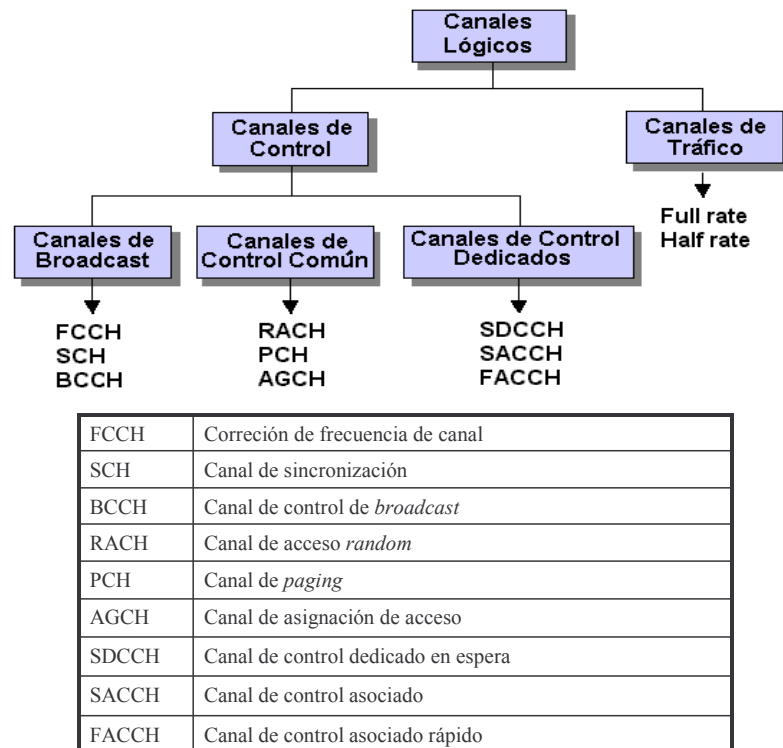 Canales
Lógicos
Canales de
Control
Canales de
Tráfico
Full rate
Half rate
Canales de
Broadcast
Canales de
Control Común
Canales de Control
Dedicados
FCCH
SCH
BCCH
RACH
PCH
AGCH
SDCCH
SACCH
FACCH
FCCH Correción de frecuencia de canal
SCH Canal de sincronización
BCCH Canal de control de broadcast
RACH Canal de acceso random
PCH Canal de paging
AGCH Canal de asignación de acceso
SDCCH Canal de control dedicado en espera
SACCH Canal de control asociado
FACCH Canal de control asociado rápido